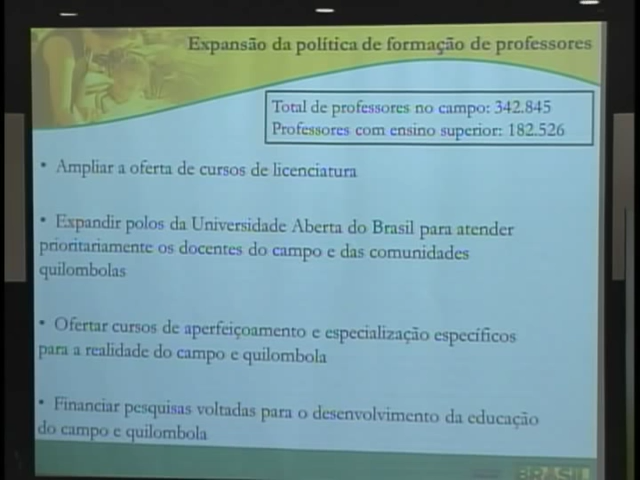 Expansão da política de formação de professores
Total de professores no campo: 342.845
Professores com ensino superior: 182.526
• Ampliar a oferta de cursos de licenciatura
• Expandir polos da Universidade Aberta do Brasil para atender
prioritariamente os docentes do campo e das comunidades
quilombolas
• Ofertar cursos de aperfeiçoamento e especialização específicos
para a realidade do campo e quilombola
• Financiar pesquisas voltadas para o desenvolvimento da educação
do campo e quilombola
BRASIL